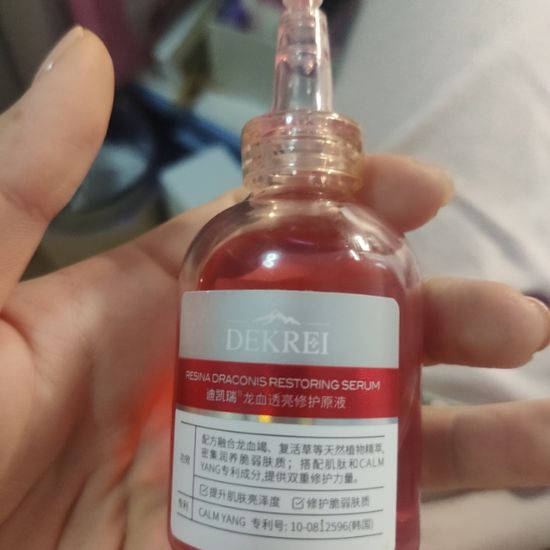 DEKREI
RESINA DRACONIS RESTORING SERUM
迪凯瑞® 龙血透亮修护原液
功效
配方融合龙血竭、复活草等天然植物精萃,
密集润养脆弱肤质；搭配肌肽和CALM
YANG专利成分,提供双重修护力量。
提升肌肤亮泽度 修护脆弱肤质
专利 CALM YANG 专利号: 10-0812596(韩国)